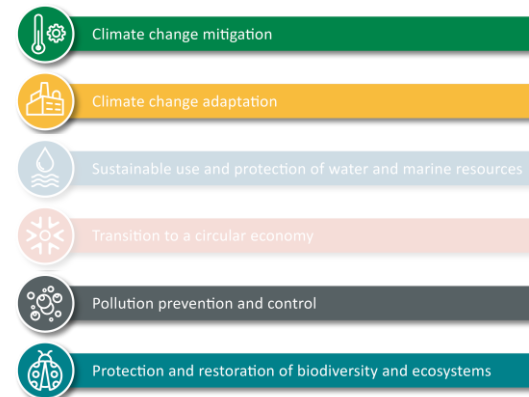 Climate change mitigation
Climate change adaptation
Sustainable use and protection of water and marine resources
Transition to a circular economy
Pollution prevention and control
Protection and restoration of biodiversity and ecosystems